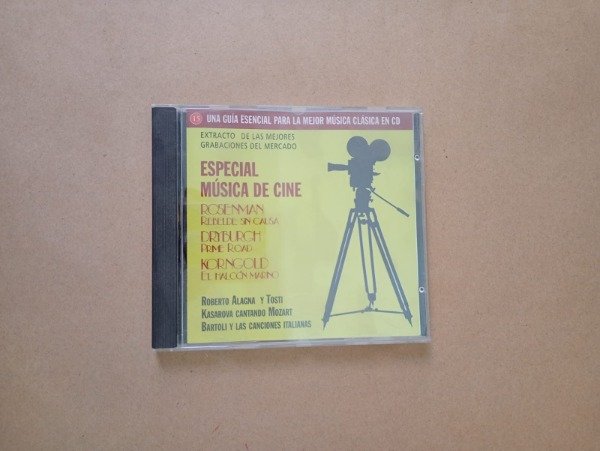 15 UNA GUÍA ESENCIAL PARA LA MEJOR MÚSICA CLÁSICA EN CD
EXTRACTO DE LAS MEJORES
GRABACIONES DEL MERCADO
ESPECIAL
MÚSICA DE CINE
ROSENMAN
REBELDE SIN CAUSA
DRYBURGH
PRIME ROAD
KORNGOLD
EL HALCÓN MARINO
ROBERTO ALAGNA Y TOSTI
KASAROVA CANTANDO MOZART
BARTOLI Y LAS CANCIONES ITALIANAS